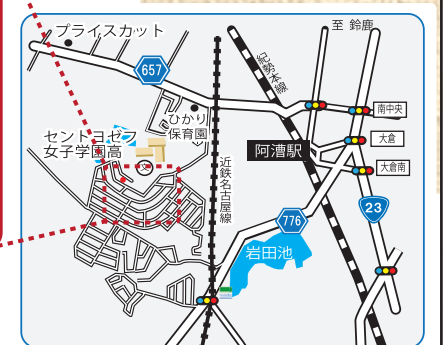 プライスカット
至 鈴鹿
657
紀勢本線
ひかり
保育園
南中央
セントヨゼフ
女子学園高
大倉
阿漕駅
大倉南
近鉄名古屋線
23
776
岩田池